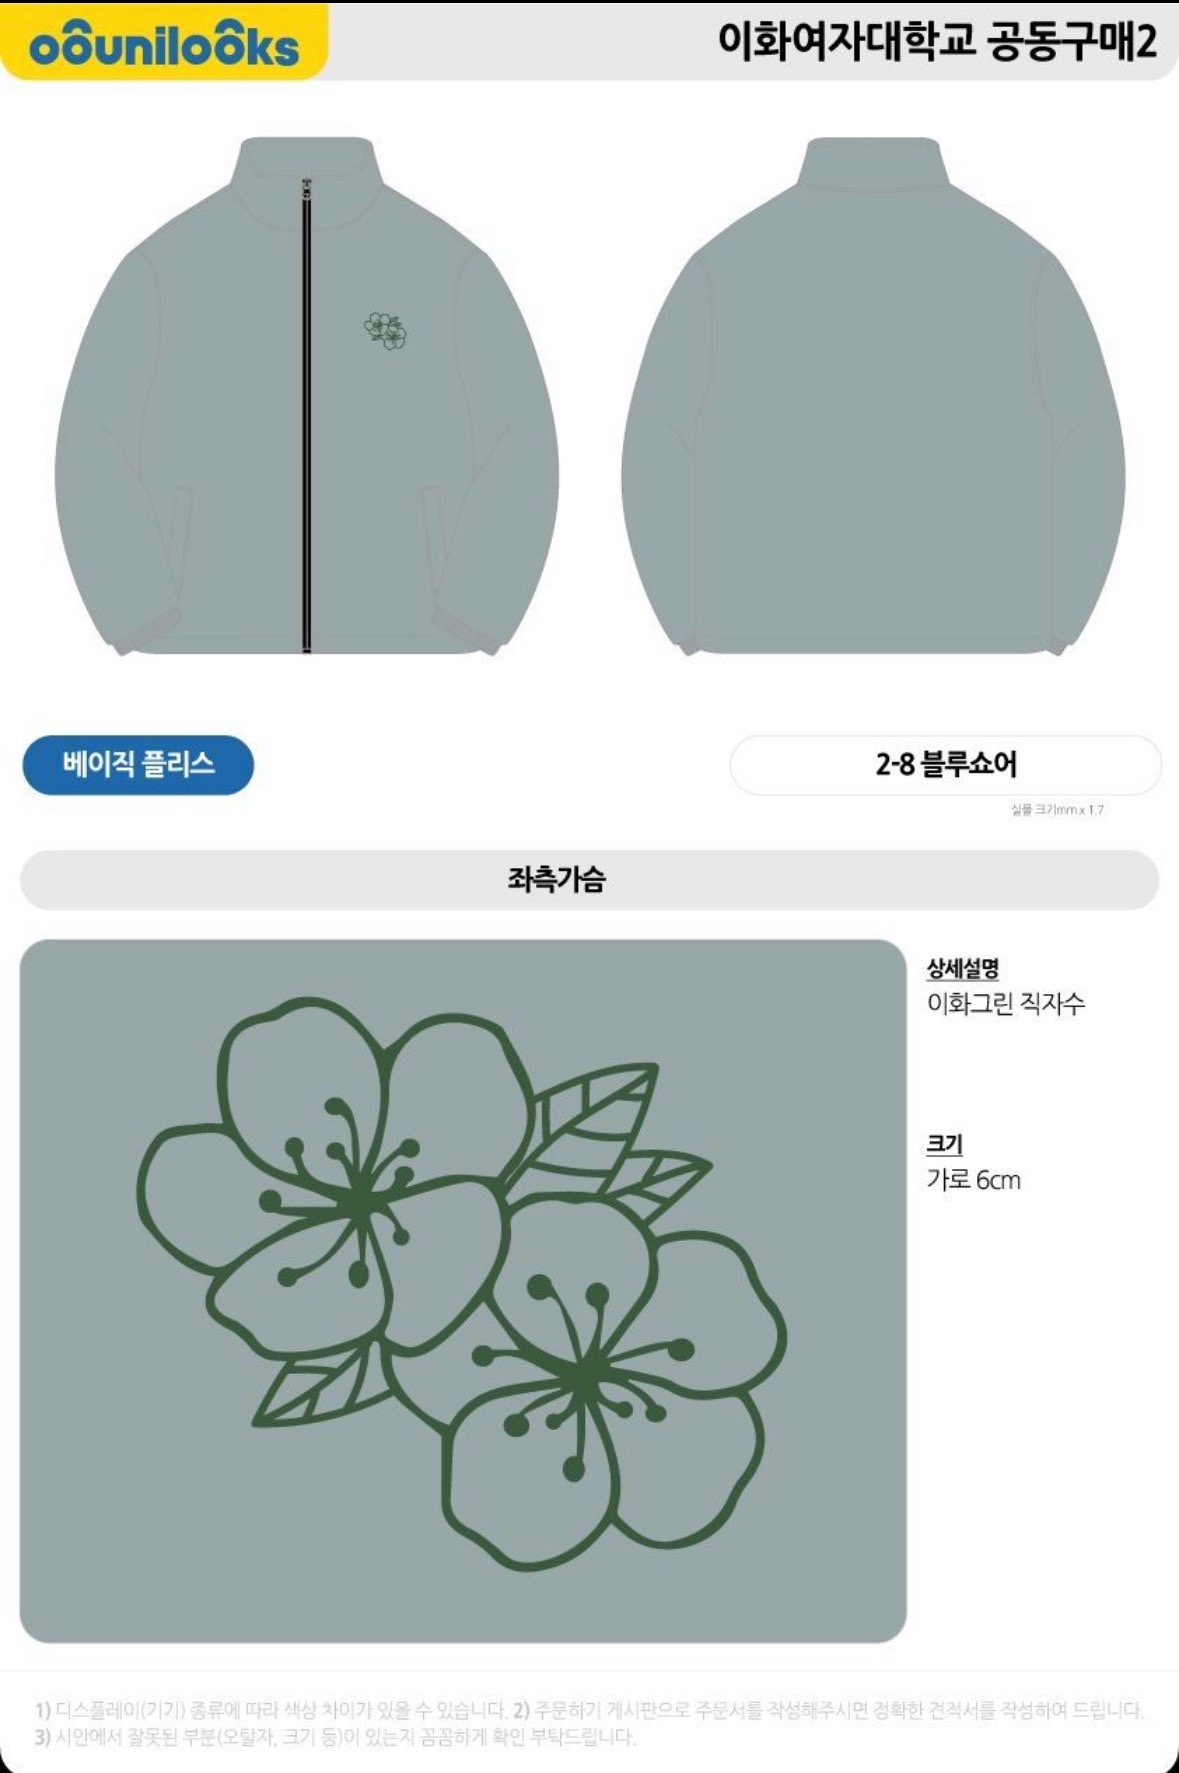 oôuniloôks
이화여자대학교 공동구매2
베이직 플리스
2-8 블루쇼어
실물 크기mm x 1.7
좌측가슴
상세설명
이화그린 직자수
크기
가로 6cm
1) 디스플레이(기기) 종류에 따라 색상 차이가 있을 수 있습니다. 2) 주문하기 게시판으로 주문서를 작성해주시면 정확한 견적서를 작성하여 드립니다.
3) 시안에서 잘못된 부분(오탈자, 크기 등)이 있는지 꼼꼼하게 확인 부탁드립니다.